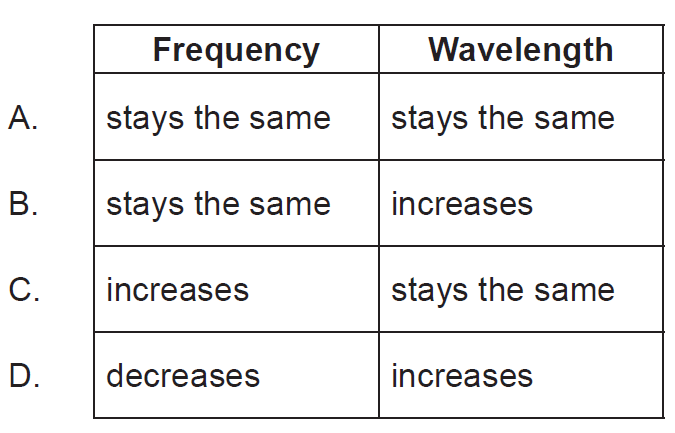 Frequency Wavelength
A. stays the same stays the same
B. stays the same increases
C. increases stays the same
D. decreases increases